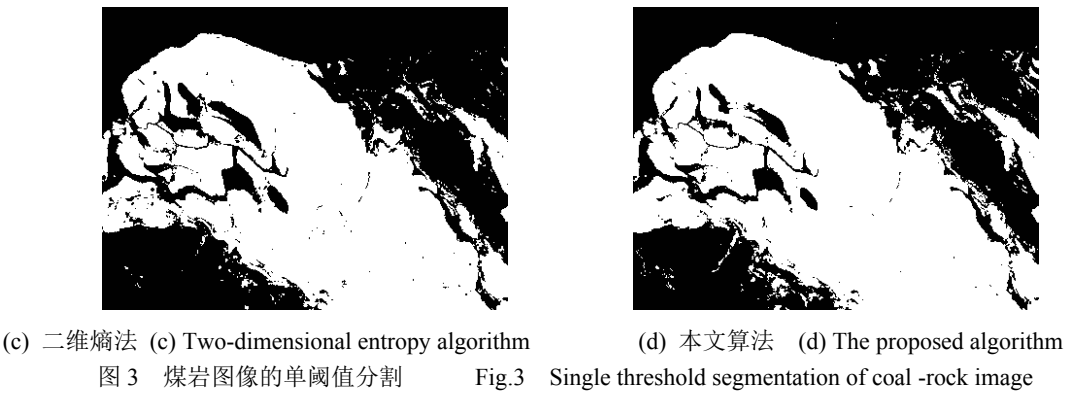 (c) 二维熵法 (c) Two-dimensional entropy algorithm
(d) 本文算法 (d) The proposed algorithm
图 3 煤岩图像的单阈值分割 Fig.3 Single threshold segmentation of coal -rock image